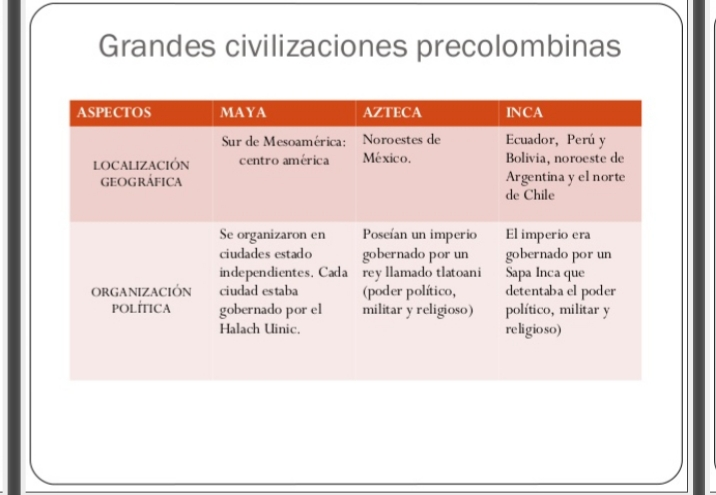 Grandes civilizaciones precolombinas
ASPECTOS MAYA AZTECA INCA
LOCALIZACIÓN
GEOGRÁFICA
Sur de Mesoamérica:
centro américa
Noroestes de
México.
Ecuador, Perú y
Bolivia, noroeste de
Argentina y el norte
de Chile
ORGANIZACIÓN
POLÍTICA
Se organizaron en
ciudades estado
independientes. Cada
ciudad estaba
gobernado por el
Halach Uinic.
Poseían un imperio
gobernado por un
rey llamado tlatoani
(poder político,
militar y religioso)
El imperio era
gobernado por un
Sapa Inca que
detentaba el poder
político, militar y
religioso)